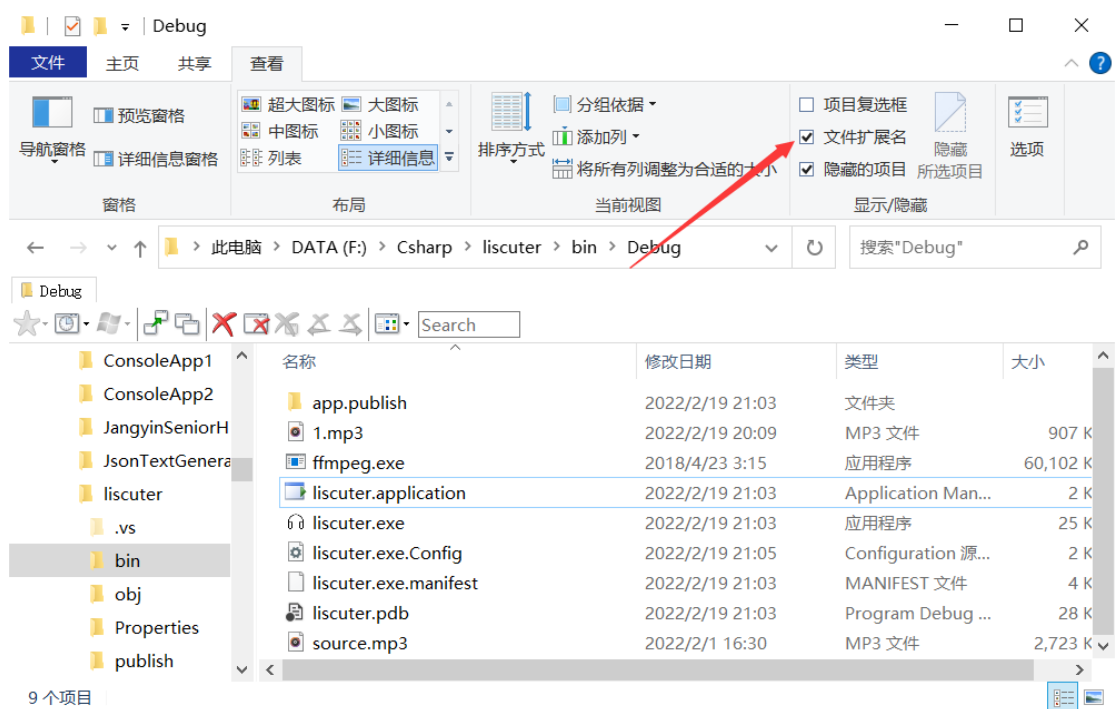 Debug
文件 主页 共享 查看
导航窗格 预览窗格 详细信息窗格
超大图标 大图标
中图标 小图标
列表 详细信息
排序方式 分组依据
添加列
将所有列调整为合适的大小
项目复选框
文件扩展名
隐藏的项目
隐藏
所选项目
选项
窗格 布局 当前视图 显示/隐藏
此电脑 DATA (F:) Csharp liscuter bin Debug 搜索"Debug"
Debug
Search
ConsoleApp1
ConsoleApp2
JangyinSeniorH
JsonTextGenera
liscuter
.vs
bin
obj
Properties
publish
名称 修改日期 类型 大小
app.publish 2022/2/19 21:03 文件夹
1.mp3 2022/2/19 20:09 MP3 文件 907 K
ffmpeg.exe 2018/4/23 3:15 应用程序 60,102 K
liscuter.application 2022/2/19 21:03 Application Man... 2 K
liscuter.exe 2022/2/19 21:03 应用程序 25 K
liscuter.exe.Config 2022/2/19 21:05 Configuration 源... 2 K
liscuter.exe.manifest 2022/2/19 21:03 MANIFEST 文件 4 K
liscuter.pdb 2022/2/19 21:03 Program Debug ... 28 K
source.mp3 2022/2/1 16:30 MP3 文件 2,723 K
9 个项目